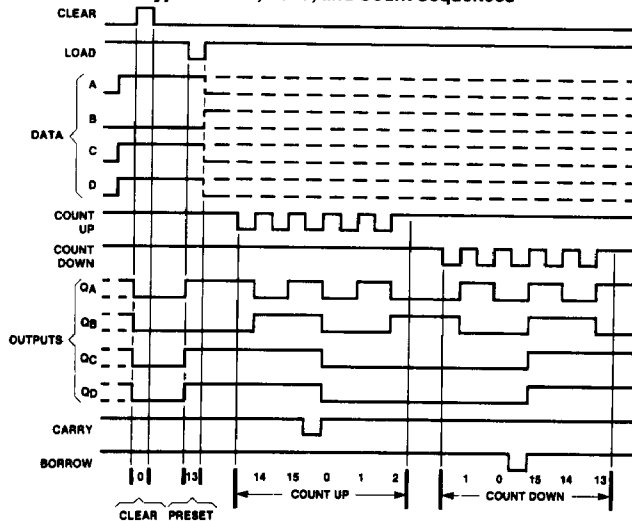 CLEAR
LOAD
A
B
DATA
C
D
COUNT
UP
COUNT
DOWN
QA
QB
OUTPUTS
QC
QD
CARRY
BORROW
0 13 14 15 0 1 2 1 0 15 14 13
COUNT UP COUNT DOWN
CLEAR PRESET